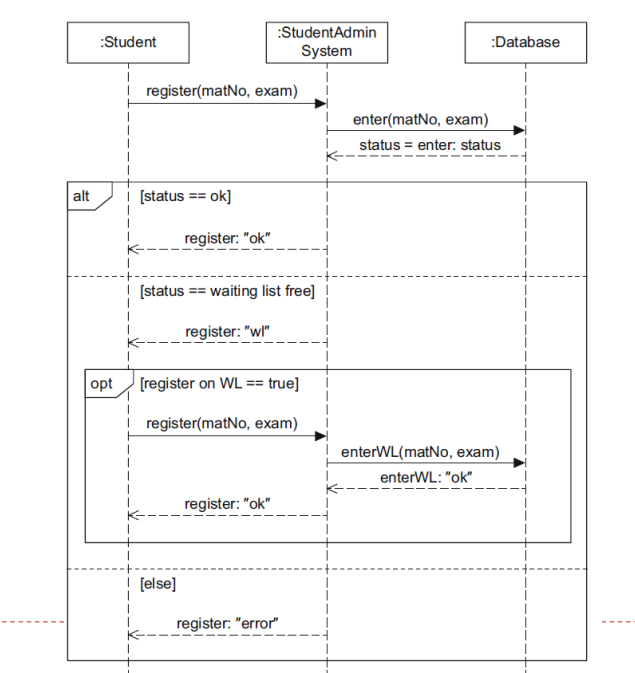 :Student
:StudentAdmin
System
:Database
register(matNo, exam)
enter(matNo, exam)
status = enter: status
alt
[status == ok]
register: "ok"
[status == waiting list free]
register: "wl"
opt
[register on WL == true]
register(matNo, exam)
enterWL(matNo, exam)
enterWL: "ok"
register: "ok"
[else]
register: "error"